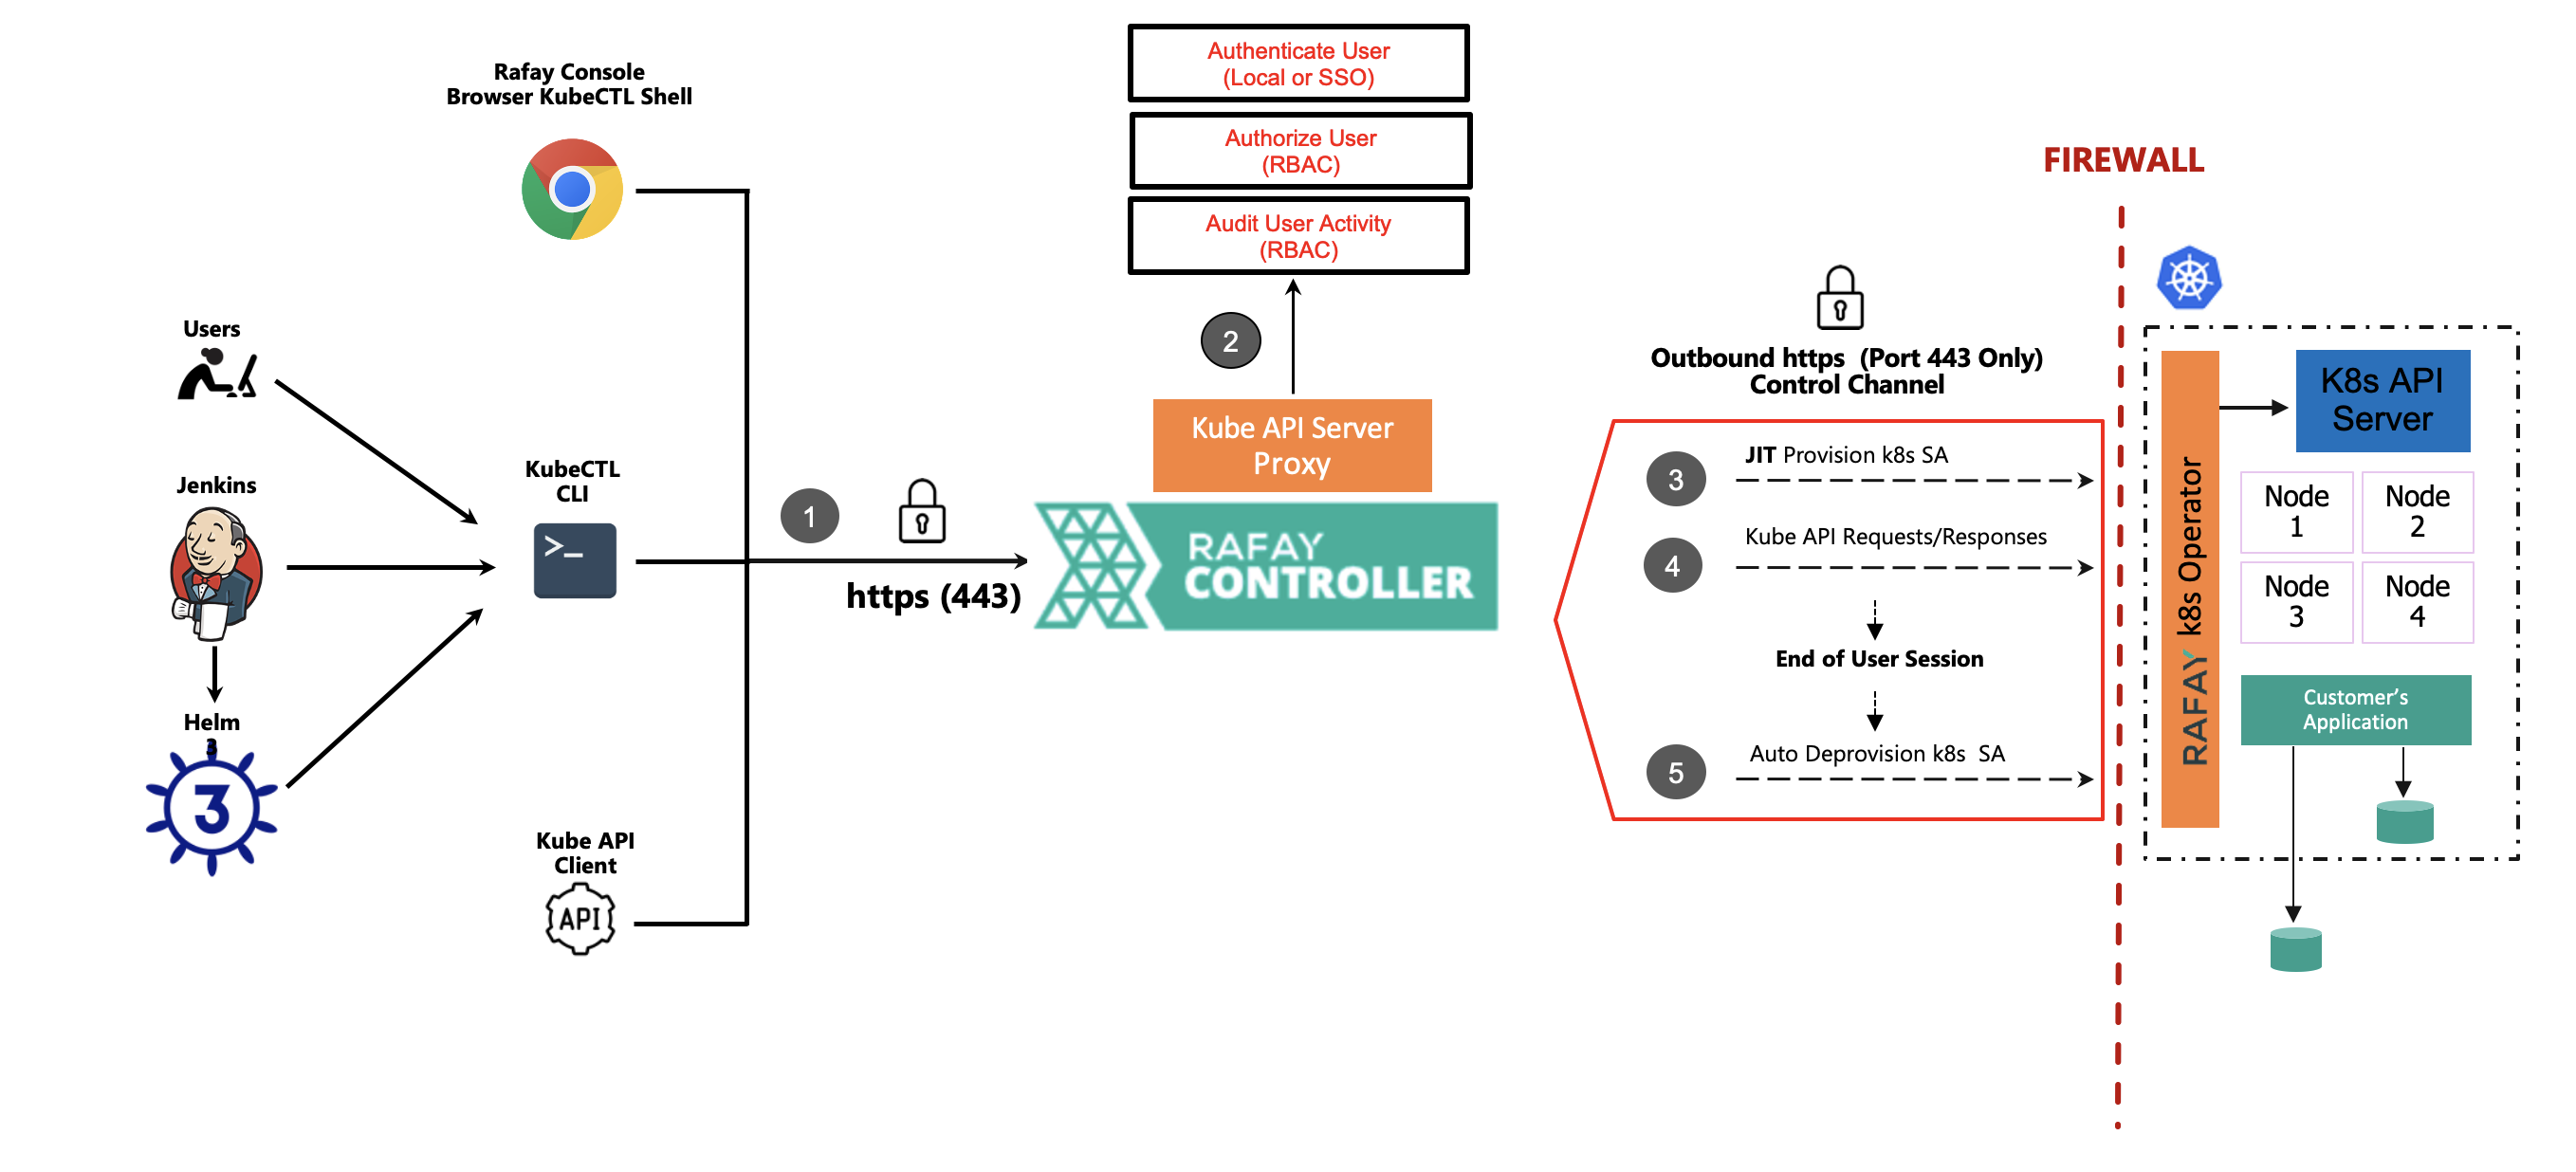 Rafay Console
Browser KubeCTL Shell
Users
Jenkins
Helm
3
3
KubeCTL
CLI
>_
Kube API
Client
API
1
https (443)
Authenticate User
(Local or SSO)
Authorize User
(RBAC)
Audit User Activity
(RBAC)
2
Kube API Server
Proxy
RAFAY
CONTROLLER
Outbound https (Port 443 Only)
Control Channel
3
JIT Provision k8s SA
4
Kube API Requests/Responses
End of User Session
5
Auto Deprovision k8s SA
FIREWALL
RAFAY k8s Operator
K8s API
Server
Node
1
Node
2
Node
3
Node
4
Customer’s
Application